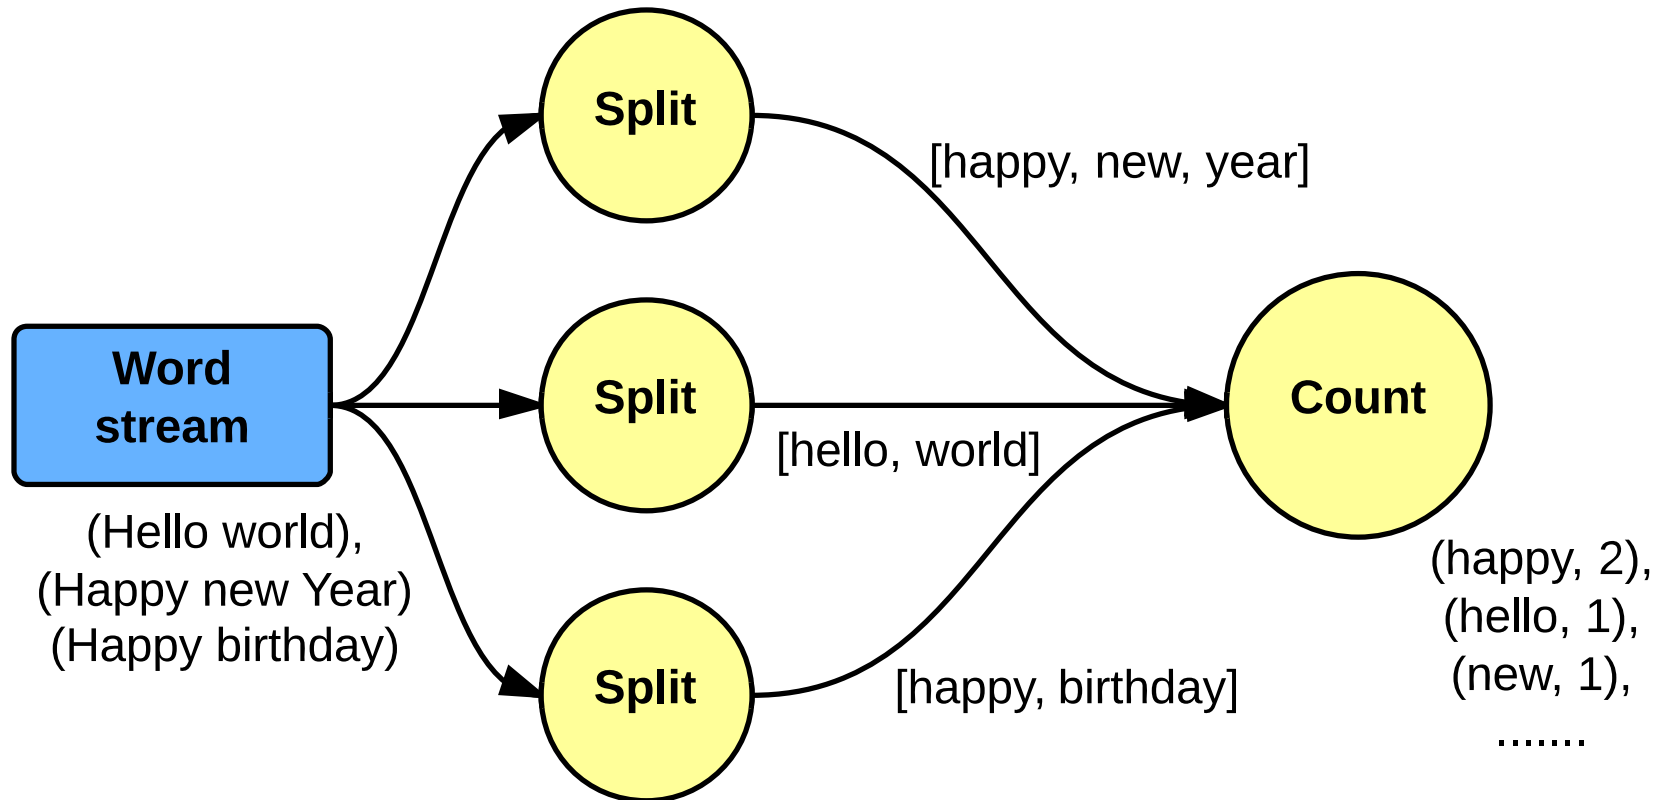 Split
[happy, new, year]
Word
stream
Split
Count
[hello, world]
(Hello world),
(Happy new Year)
(Happy birthday)
Split
[happy, birthday]
(happy, 2),
(hello, 1),
(new, 1),
.......